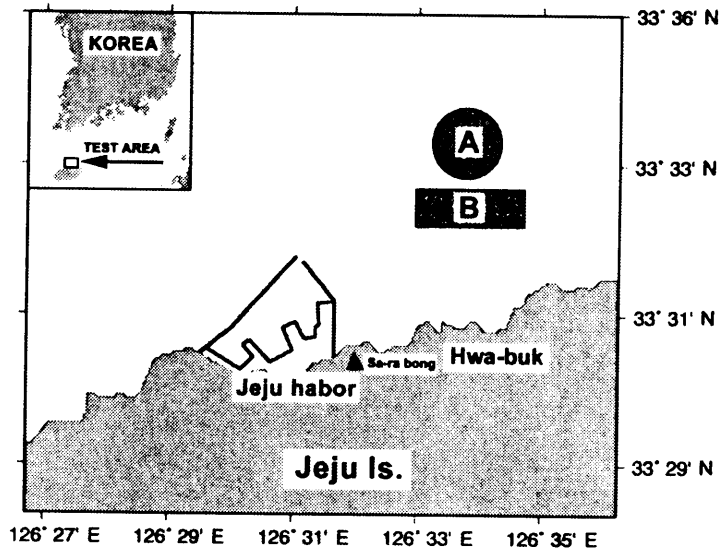 KOREA
TEST AREA
A
B
Sa-ra bong
Hwa-buk
Jeju habor
Jeju Is.
33° 36' N
33° 33' N
33° 31' N
33° 29' N
126° 27' E 126° 29' E 126° 31' E 126° 33' E 126° 35' E